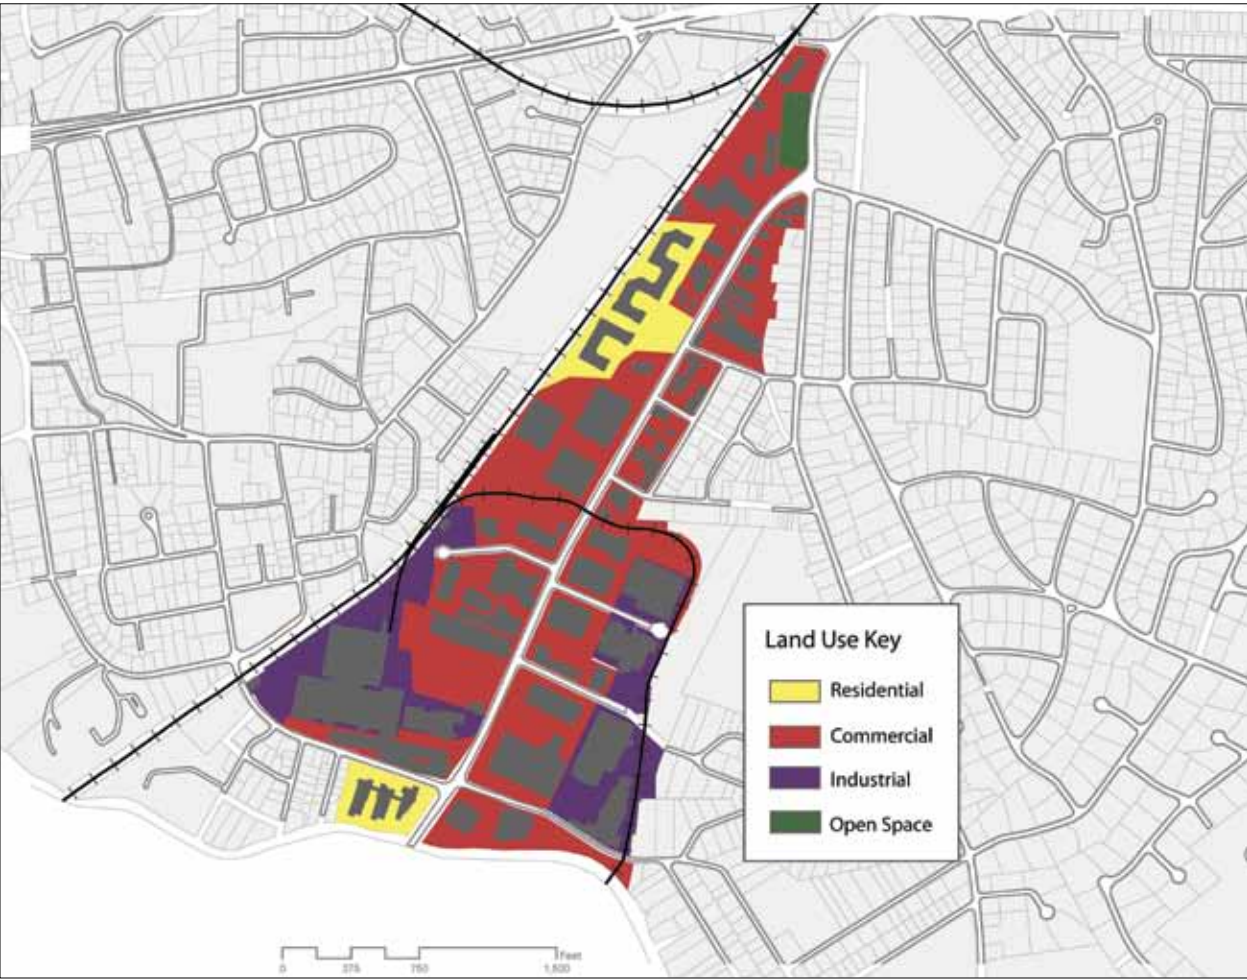 Land Use Key
Residential
Commercial
Industrial
Open Space
Feet
0 375 750 1,500